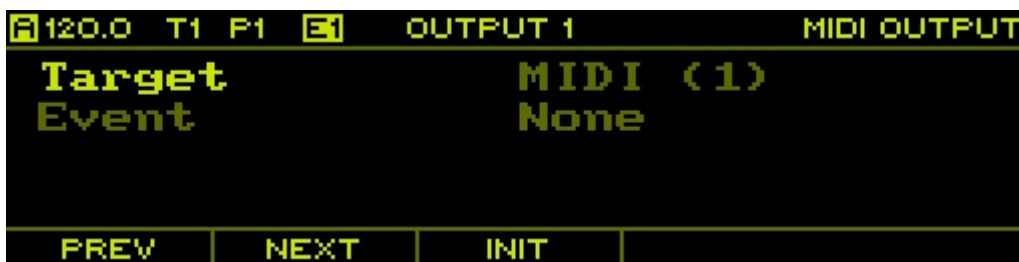 A 120.0 T1 P1 E1 OUTPUT 1 MIDI OUTPUT
Target MIDI (1)
Event None
PREV NEXT INIT